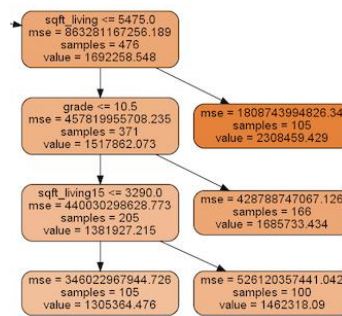 sqft_living <= 5475.0
mse = 863281167256.189
samples = 476
value = 1692258.548
grade <= 10.5
mse = 457819955708.235
samples = 371
value = 1517862.073
mse = 1808743994826.34
samples = 105
value = 2308459.429
sqft_living15 <= 3290.0
mse = 440030298628.773
samples = 205
value = 1381927.215
mse = 428788747067.126
samples = 166
value = 1685733.434
mse = 346022967944.726
samples = 105
value = 1305364.476
mse = 526120357441.042
samples = 100
value = 1462318.09